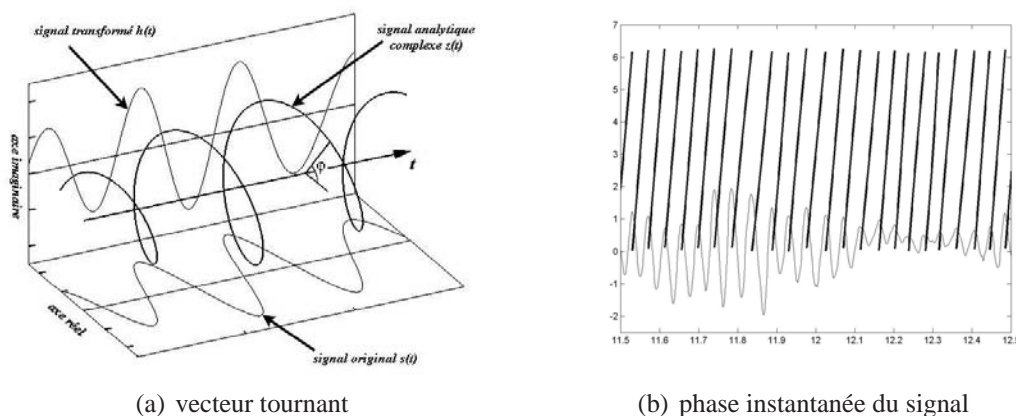 signal transformé h(t)
signal analytique
complexe z(t)
axe imaginaire
φ
t
axe réel
signal original s(t)
7
6
5
4
3
2
1
0
-1
-2
11.5
11.6
11.7
11.8
11.9
12
12.1
12.2
12.3
12.4
12.5
(a) vecteur tournant
(b) phase instantanée du signal